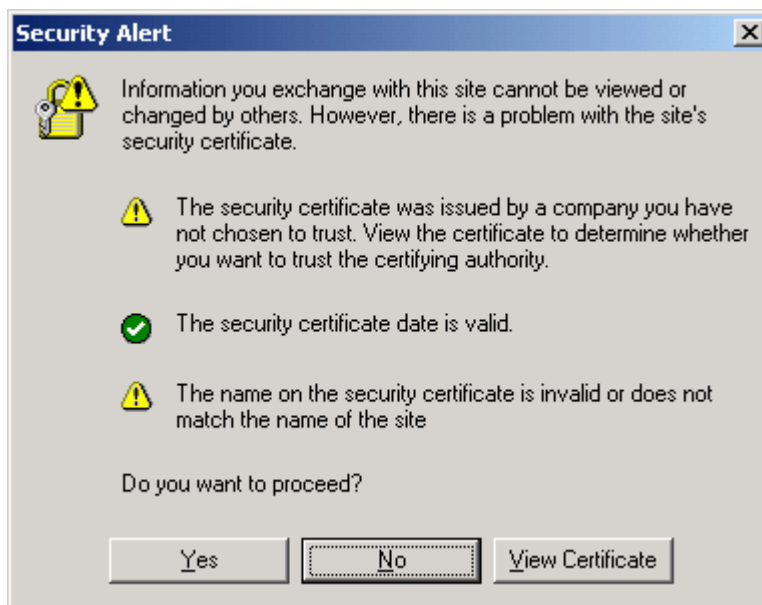 Security Alert
Information you exchange with this site cannot be viewed or
changed by others. However, there is a problem with the site's
security certificate.
The security certificate was issued by a company you have
not chosen to trust. View the certificate to determine whether
you want to trust the certifying authority.
The security certificate date is valid.
The name on the security certificate is invalid or does not
match the name of the site
Do you want to proceed?
Yes No View Certificate